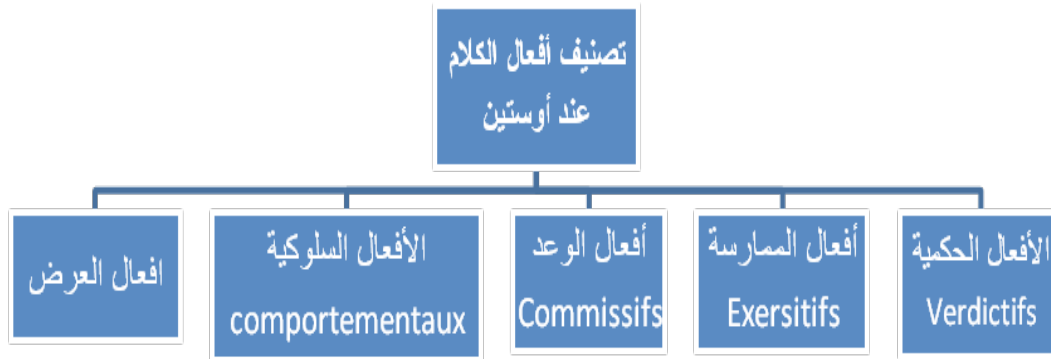 تصنيف أفعال الكلام
عند أوستين
الأفعال الحكمية
Verdictifs
أفعال الممارسة
Exersitifs
أفعال الوعد
Commissifs
الأفعال السلوكية
comportementaux
افعال العرض